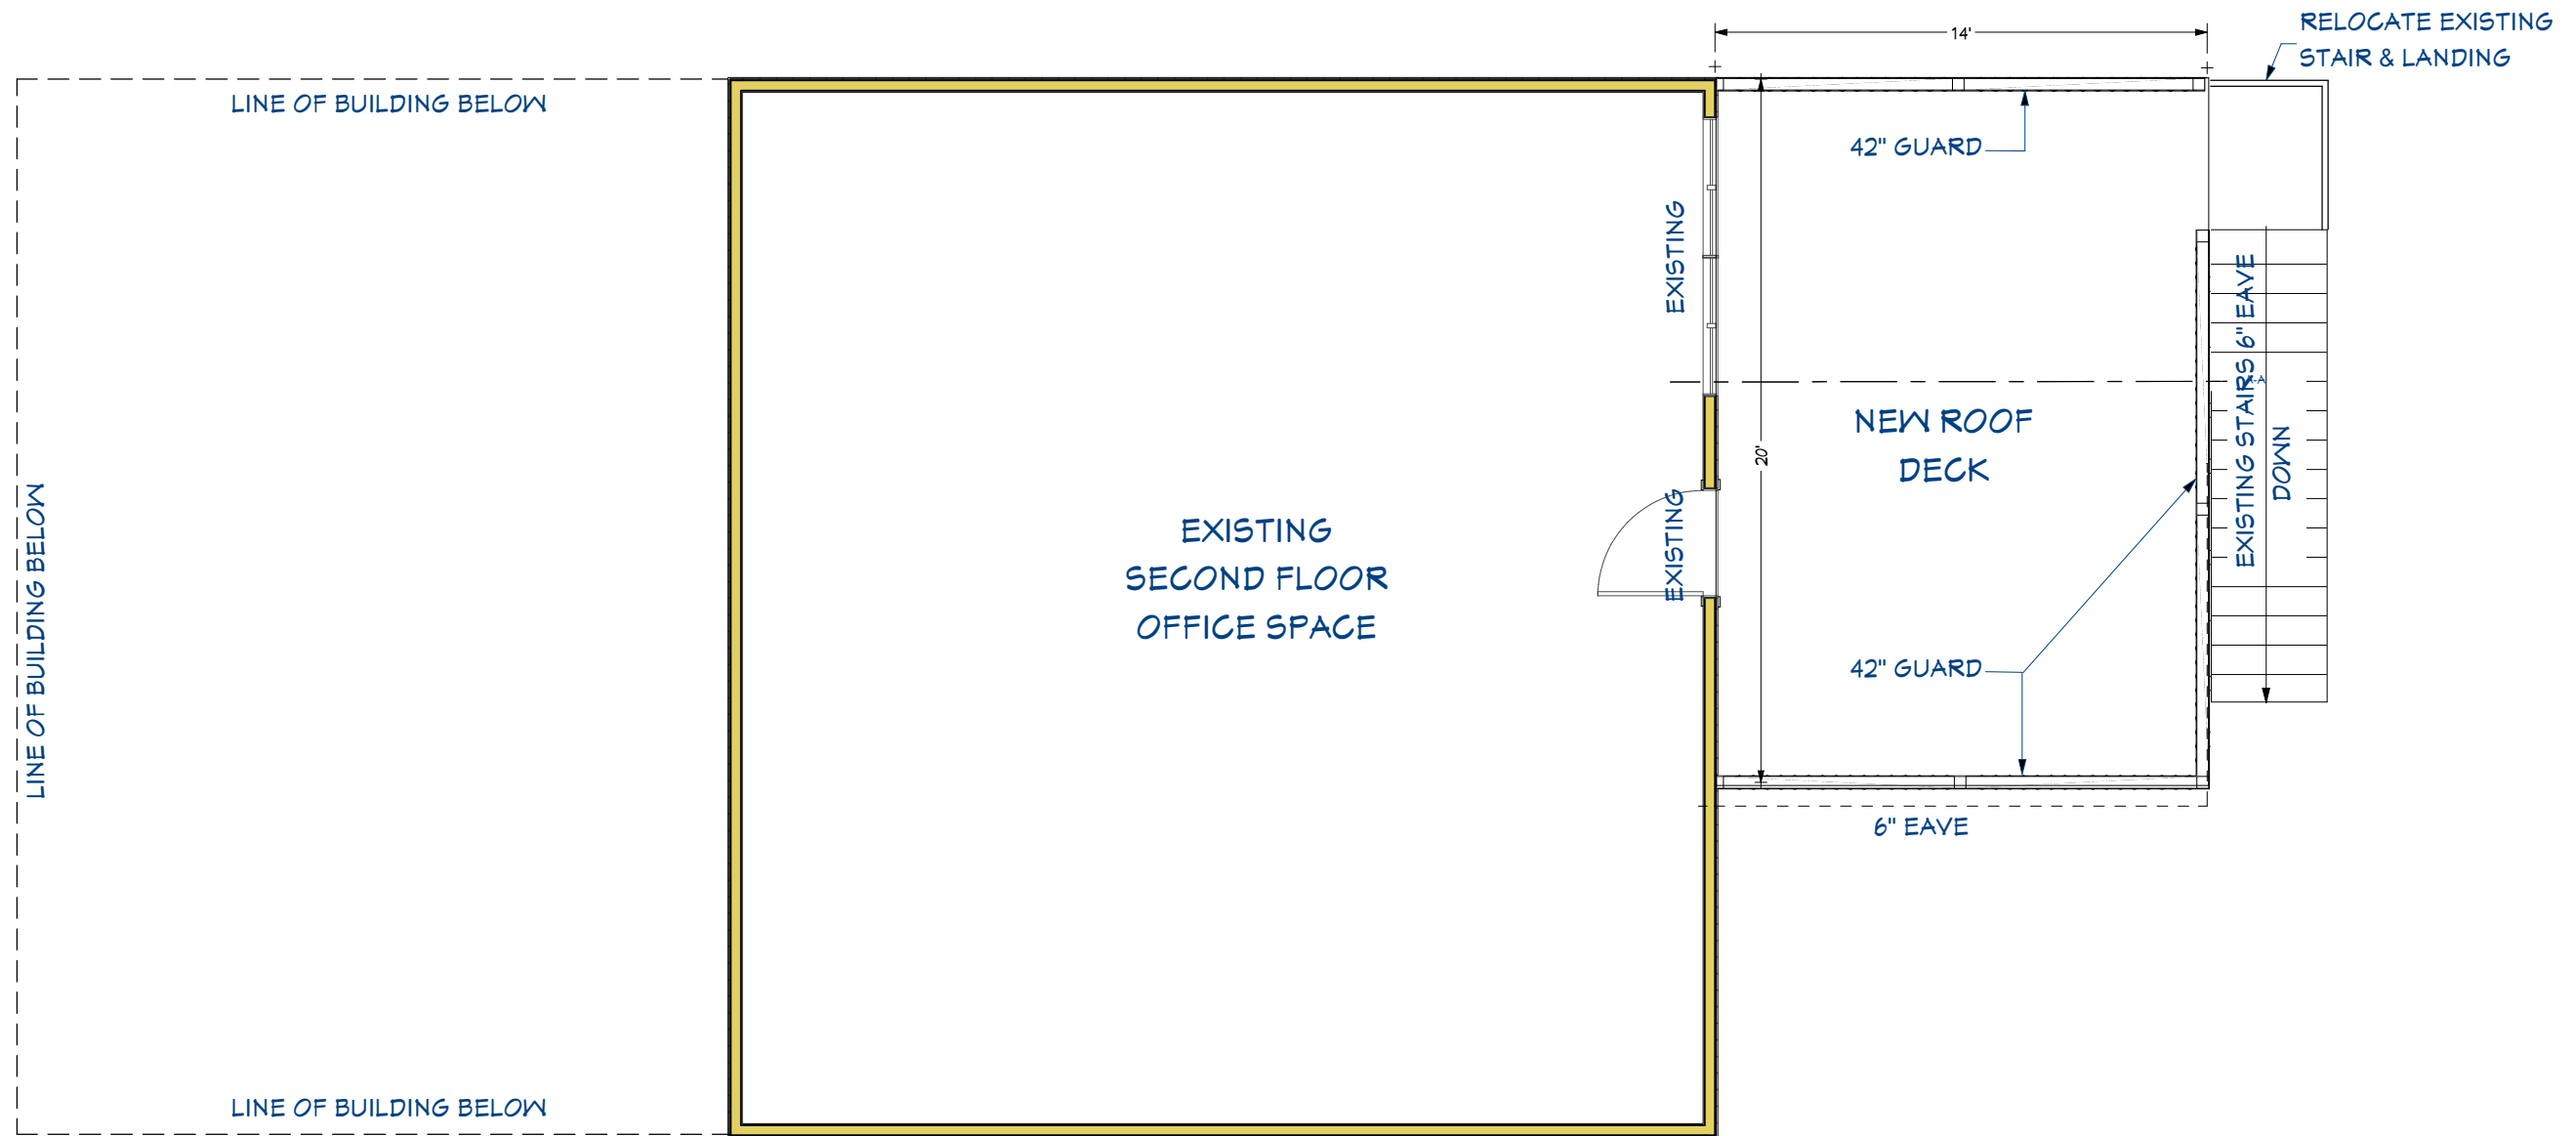 RELOCATE EXISTING
STAIR & LANDING
14'
LINE OF BUILDING BELOW
42" GUARD
EXISTING
EXISTING STAIRS 6" EAVE
A-A
NEW ROOF
DECK
20'
DOWN
LINE OF BUILDING BELOW
EXISTING
SECOND FLOOR
OFFICE SPACE
EXISTING
42" GUARD
6" EAVE
LINE OF BUILDING BELOW